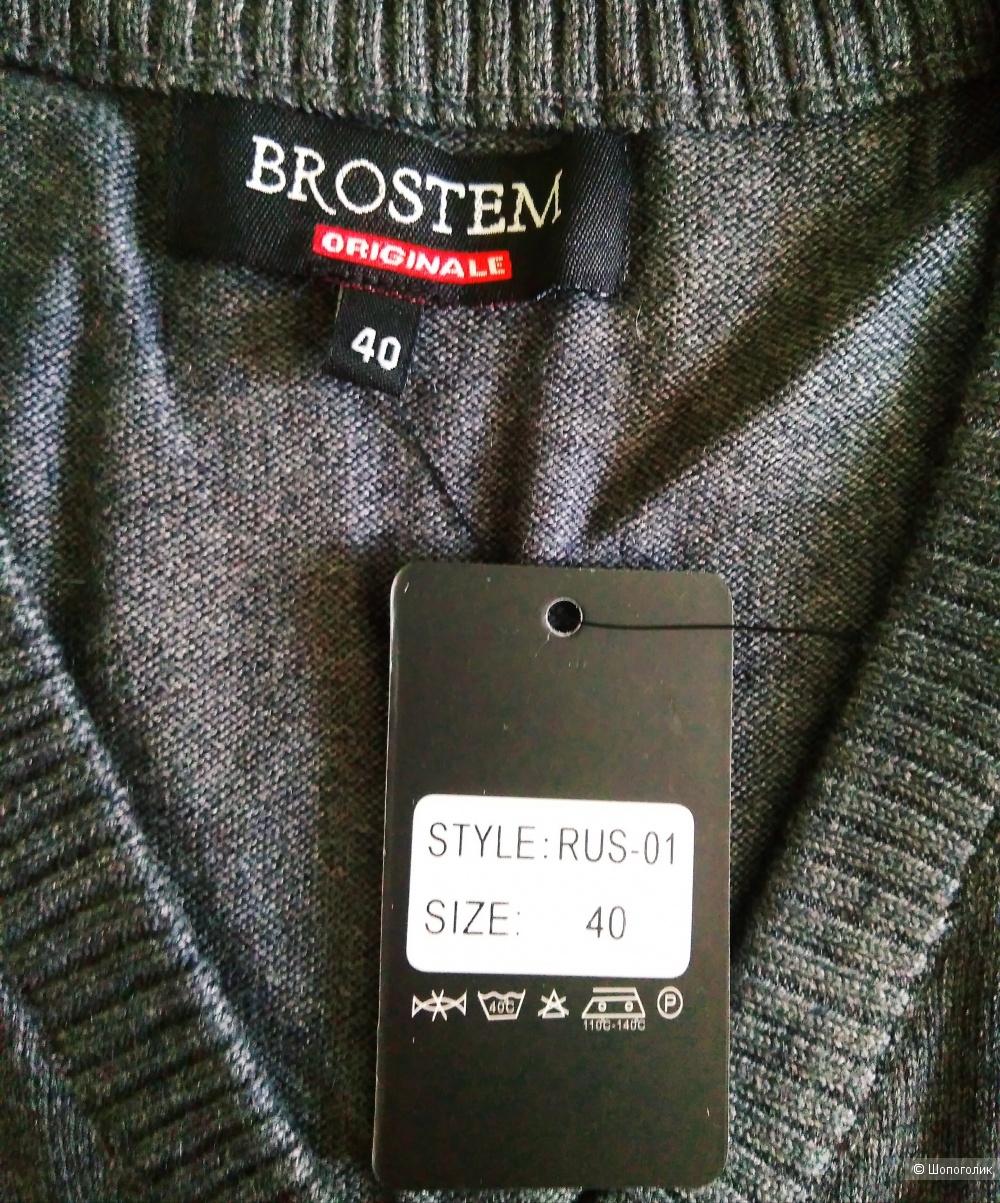 BROSTEM
ORIGINALE
40
STYLE: RUS-01
SIZE: 40
40C
110C-140C
P
© Шопоголик